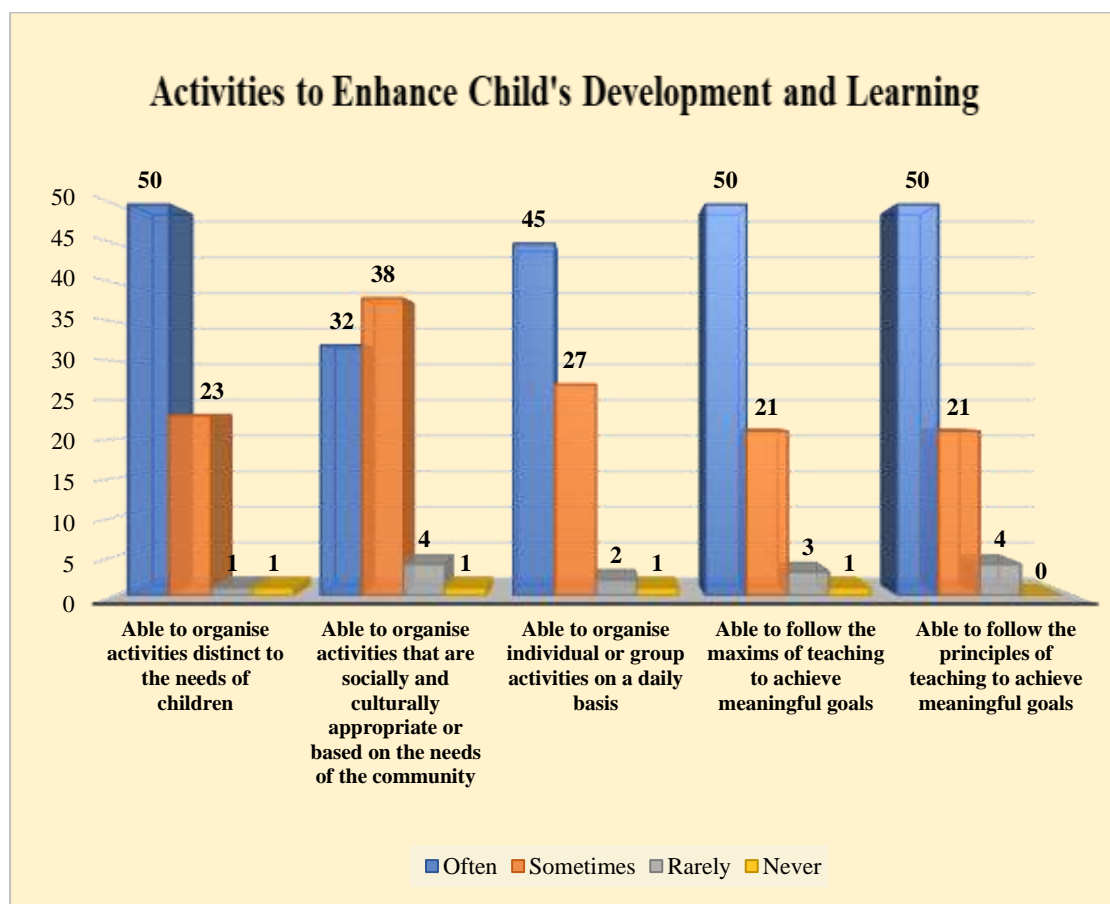 Activities to Enhance Child's Development and Learning
50
45
40
35
30
25
20
15
10
5
0
50
23
1
1
32
38
4
1
45
27
2
1
50
21
3
1
50
21
4
0
Able to organise
activities distinct to
the needs of
children
Able to organise
activities that are
socially and
culturally
appropriate or
based on the needs
of the community
Able to organise
individual or group
activities on a daily
basis
Able to follow the
maxims of teaching
to achieve
meaningful goals
Able to follow the
principles of
teaching to achieve
meaningful goals
Often Sometimes Rarely Never